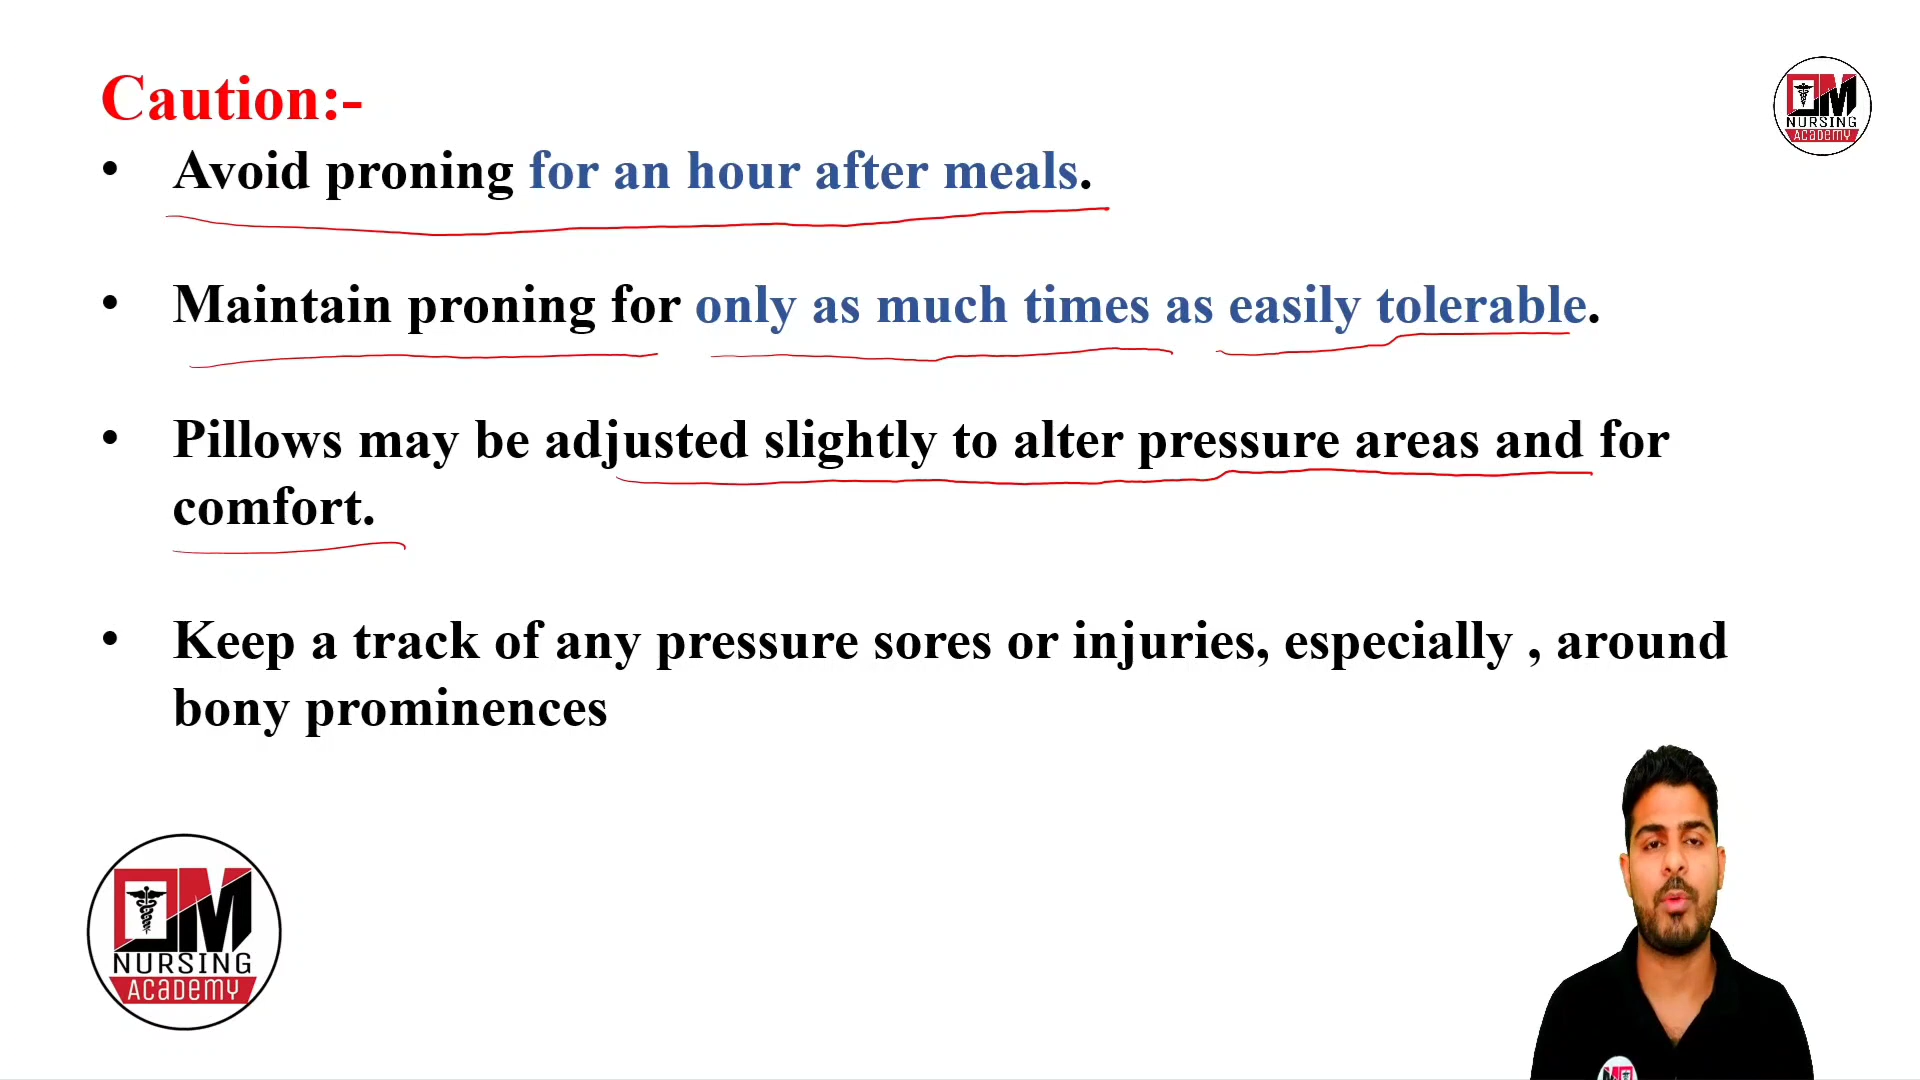 Caution:-
• Avoid proning for an hour after meals.
• Maintain proning for only as much times as easily tolerable.
• Pillows may be adjusted slightly to alter pressure areas and for
comfort.
• Keep a track of any pressure sores or injuries, especially , around
bony prominences
OM
NURSING
ACADEMY
OM
NURSING
ACADEMY